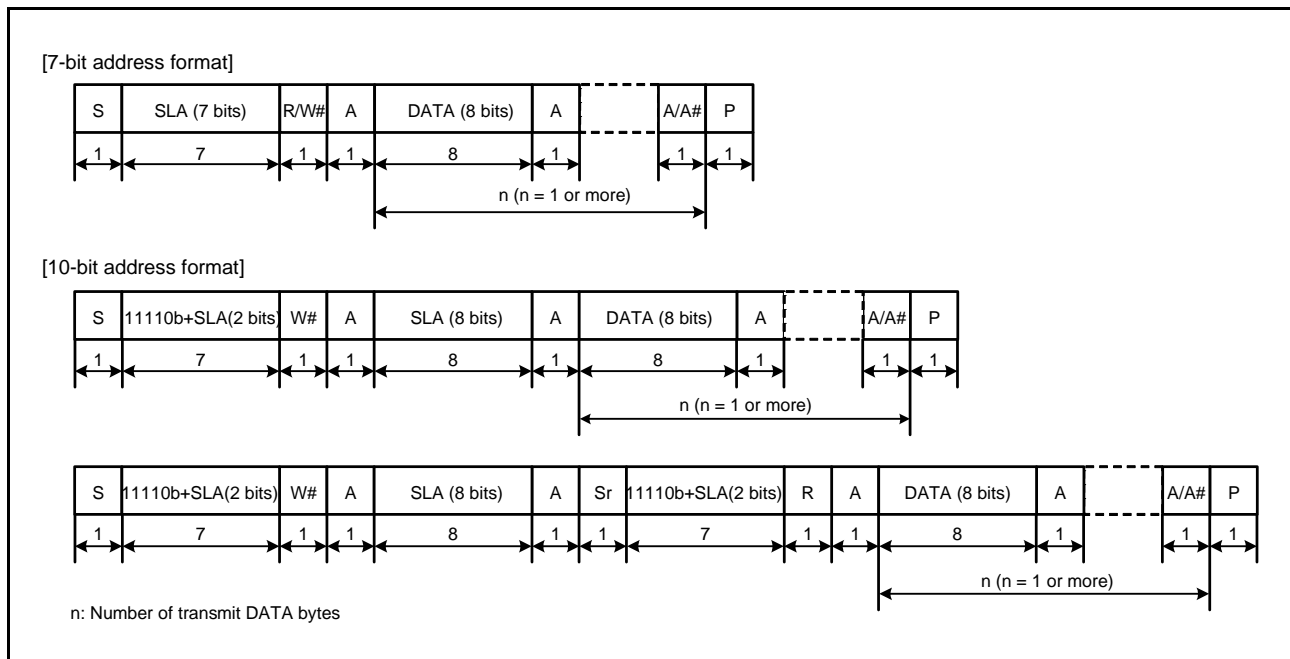 [7-bit address format]
S SLA (7 bits) R/W# A DATA (8 bits) A A/A# P
1 7 1 1 8 1 1 1
n (n = 1 or more)
[10-bit address format]
S 11110b+SLA(2 bits) W# A SLA (8 bits) A DATA (8 bits) A A/A# P
1 7 1 1 8 1 8 1 1 1
n (n = 1 or more)
S 11110b+SLA(2 bits) W# A SLA (8 bits) A Sr 11110b+SLA(2 bits) R A DATA (8 bits) A A/A# P
1 7 1 1 8 1 1 7 1 1 8 1 1 1
n (n = 1 or more)
n: Number of transmit DATA bytes